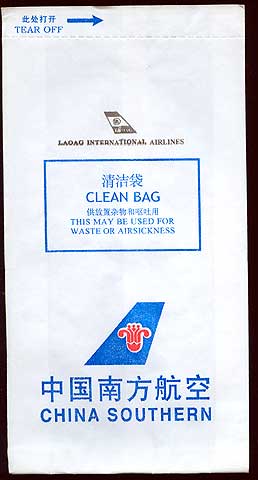 此处打开
TEAR OFF
LAOAG INTERNATIONAL AIRLINES
清洁袋
CLEAN BAG
供放置杂物和呕吐用
THIS MAY BE USED FOR
WASTE OR AIRSICKNESS
中国南方航空
CHINA SOUTHERN